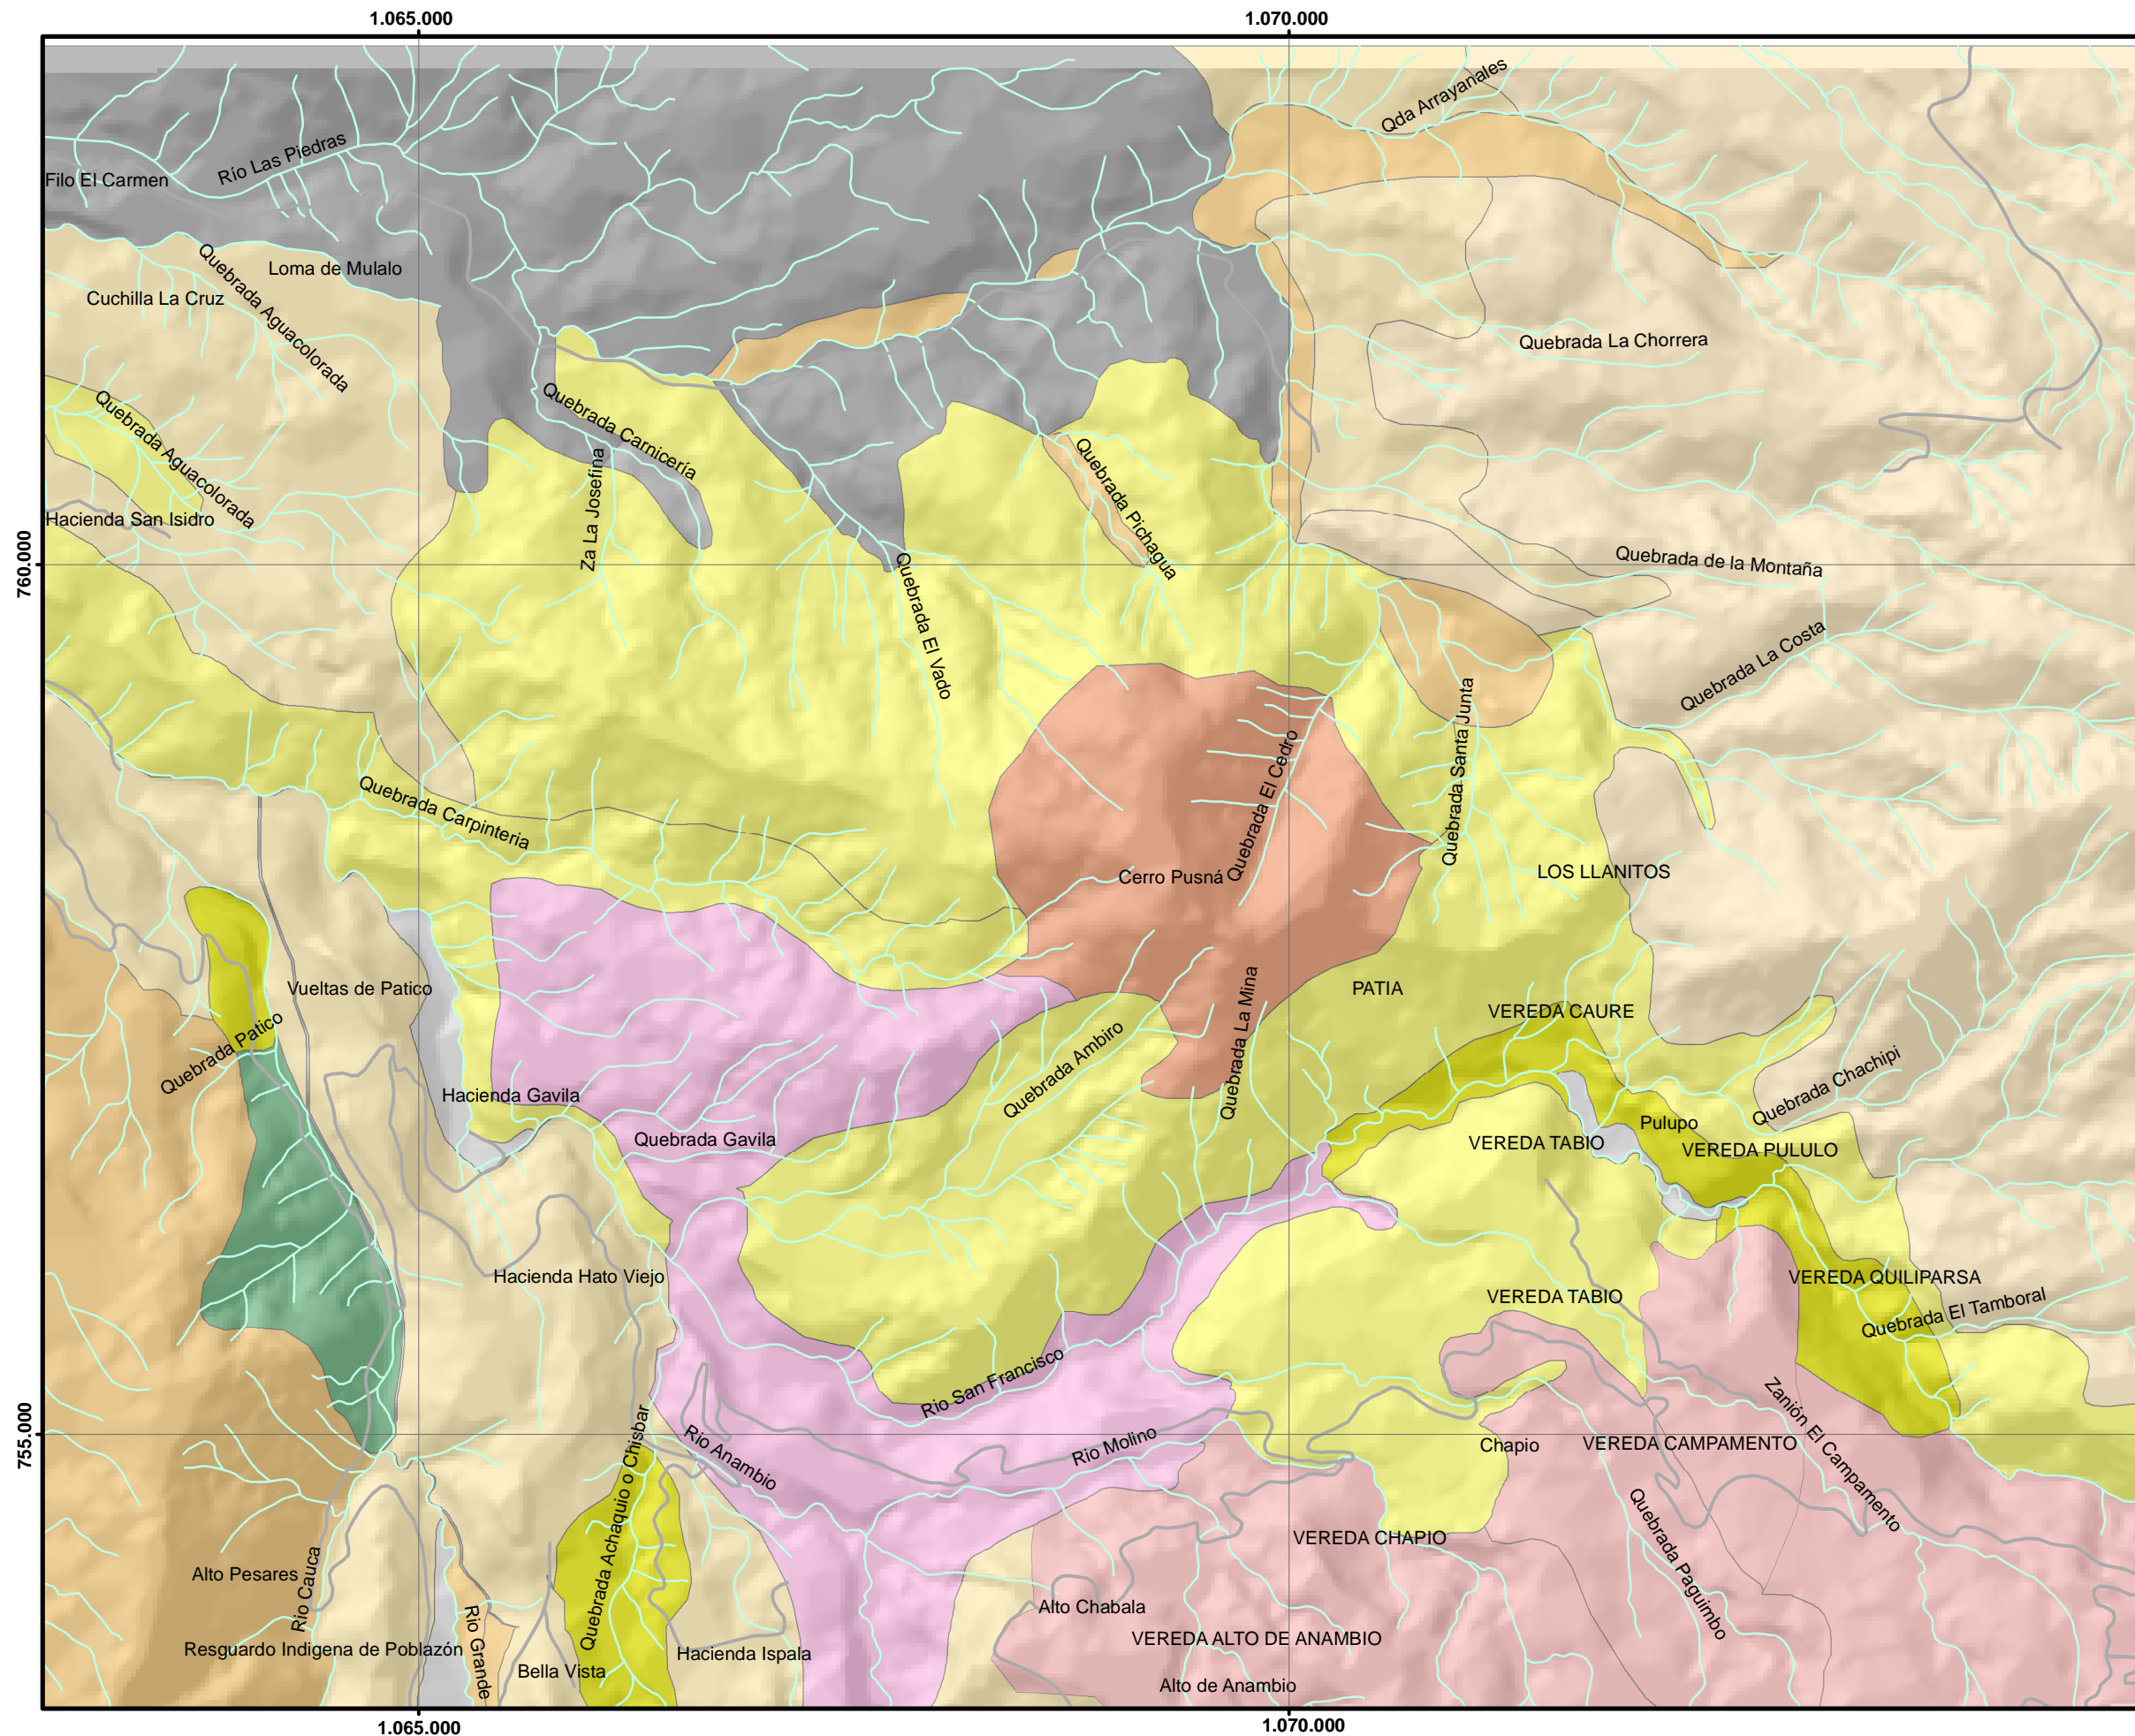 1.065.000
1.070.000
Qda Arrayanales
Río Las Piedras
Filo El Carmen
Loma de Mulalo
Quebrada Aguacolorada
Cuchilla La Cruz
Quebrada La Chorrera
Quebrada Carnicería
Quebrada Aguacolorada
Za La Josefina
Quebrada Pichagua
Hacienda San Isidro
760.000
Quebrada de la Montaña
Quebrada El Vado
Quebrada La Costa
Quebrada Santa Junta
Quebrada El Cedro
Quebrada Carpinteria
Cerro Pusná
LOS LLANITOS
Vueltas de Patico
PATIA
VEREDA CAURE
Quebrada Patico
Quebrada La Mina
Quebrada Ambiro
Hacienda Gavila
Quebrada Chachipi
Pulupo
Quebrada Gavila
VEREDA TABIO
VEREDA PULULO
Hacienda Hato Viejo
VEREDA QUILIPARSA
VEREDA TABIO
Quebrada El Tamboral
Rio San Francisco
755.000
Rio Anambio
Rio Molino
Chapio
VEREDA CAMPAMENTO
Zanión El Campamento
Quebrada Achaquio o Chisbar
VEREDA CHAPIO
Quebrada Paguimbo
Alto Pesares
Rio Cauca
Alto Chabala
VEREDA ALTO DE ANAMBIO
Resguardo Indigena de Poblazón
Rio Grande
Hacienda Ispala
Bella Vista
Alto de Anambio
1.065.000
1.070.000